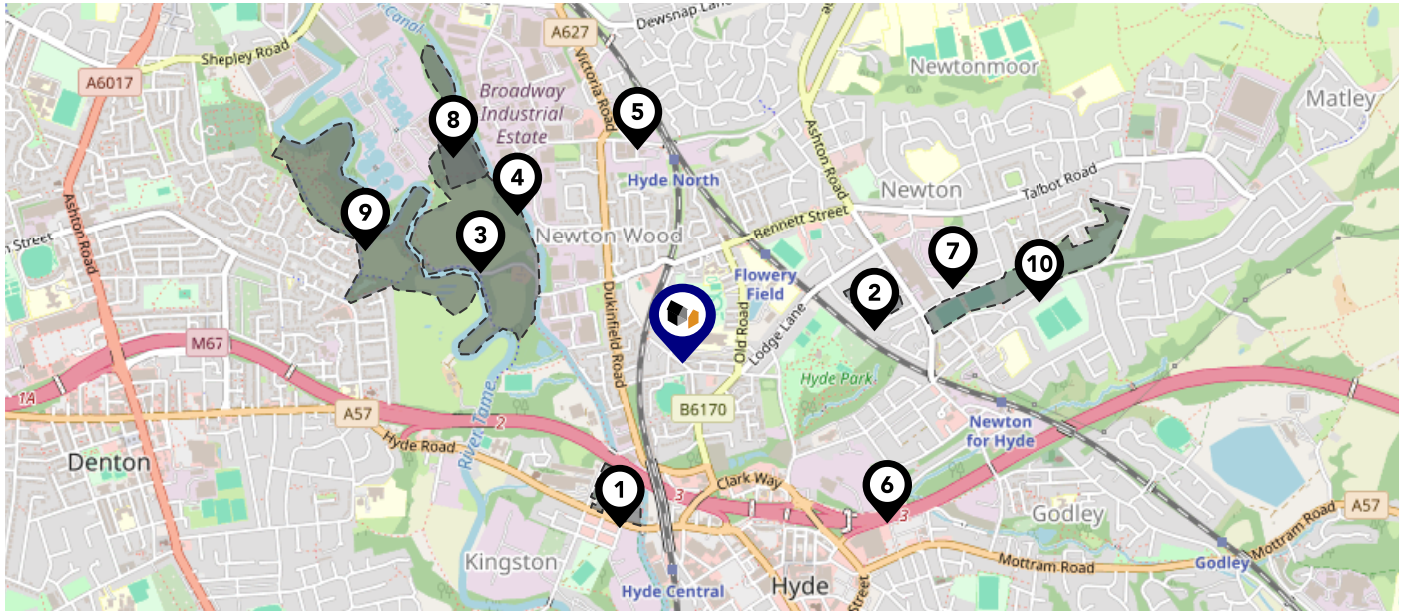 Canal
A627
Dewsnap Lane
Shepley Road
A6017
Victoria Road
Newtonmoor
Broadway
Industrial
Estate
Matley
5
8
Ashton Road
4
Hyde North
Newton
Talbot Road
9
Ashton Road
n Street
3
Newton Wood
Bennett Street
7
10
Flowery
Field
2
Dukinfield Road
Old Road
Lodge Lane
M67
Hyde Park
1A
A57
2
B6170
River Tame
Hyde Road
Newton
for Hyde
Denton
Clark Way
1
3
6
3
A57
Godley
Mottram Road
Kingston
Mottram Road
Godley
Hyde Central
Hyde
Street